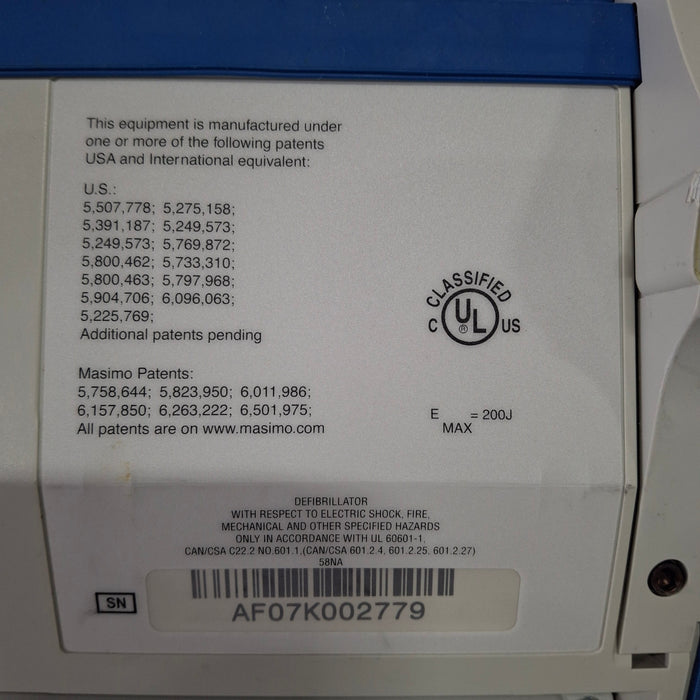 This equipment is manufactured under
one or more of the following patents
USA and International equivalent:
U.S.:
5,507,778; 5,275,158;
5,391,187; 5,249,573;
5,249,573; 5,769,872;
5,800,462; 5,733,310;
5,800,463; 5,797,968;
5,904,706; 6,096,063;
5,225,769;
Additional patents pending
Masimo Patents:
5,758,644; 5,823,950; 6,011,986;
6,157,850; 6,263,222; 6,501,975;
All patents are on www.masimo.com
CLASSIFIED
C UL ® US
E = 200J
MAX
DEFIBRILLATOR
WITH RESPECT TO ELECTRIC SHOCK, FIRE,
MECHANICAL AND OTHER SPECIFIED HAZARDS
ONLY IN ACCORDANCE WITH UL 60601-1,
CAN/CSA C22.2 NO.601.1,(CAN/CSA 601.2.4, 601.2.25, 601.2.27)
58NA
SN
AF07K002779